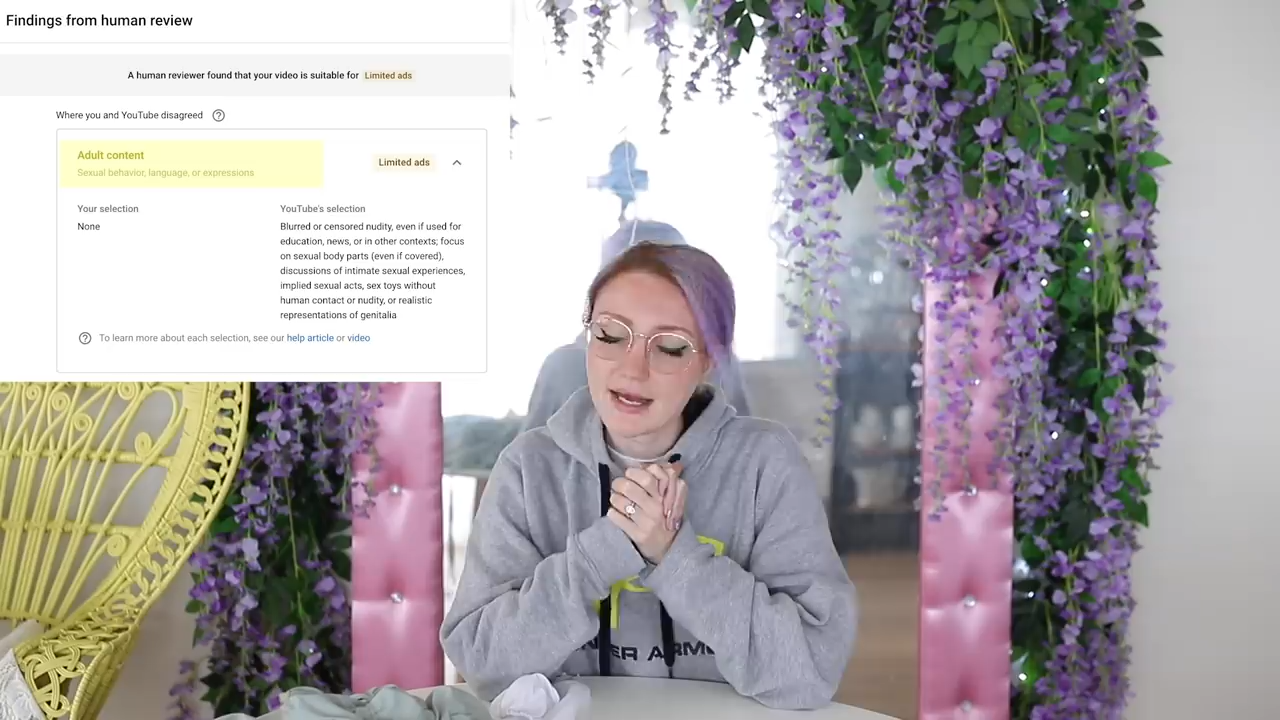 Findings from human review
A human reviewer found that your video is suitable for Limited ads
Where you and YouTube disagreed
Adult content
Limited ads
Sexual behavior, language, or expressions
Your selection
YouTube's selection
None
Blurred or censored nudity, even if used for
education, news, or in other contexts; focus
on sexual body parts (even if covered),
discussions of intimate sexual experiences,
implied sexual acts, sex toys without
human contact or nudity, or realistic
representations of genitalia
To learn more about each selection, see our help article or video